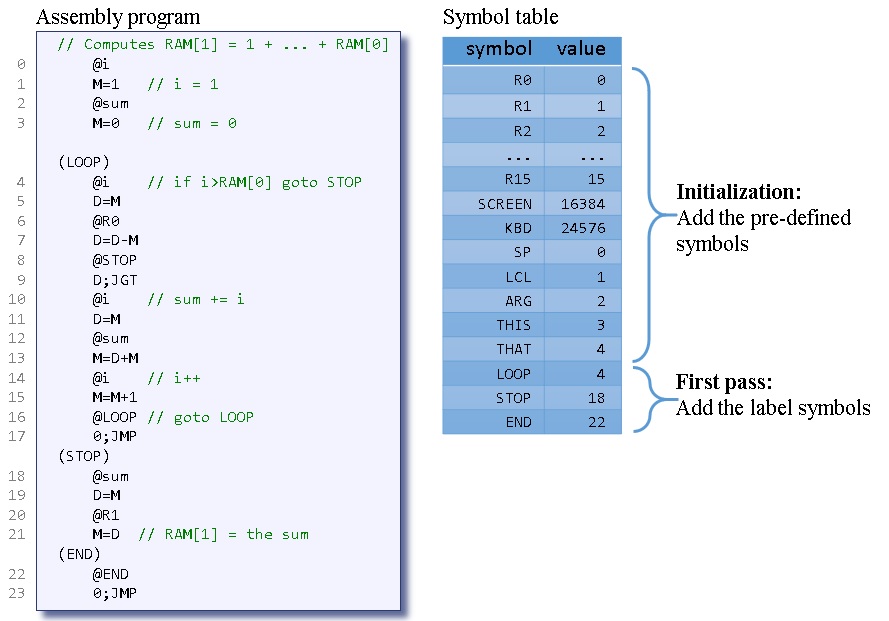 Assembly program
// Computes RAM[1] = 1 + ... + RAM[0]
0 @i
1 M=1 // i = 1
2 @sum
3 M=0 // sum = 0
(LOOP)
4 @i // if i>RAM[0] goto STOP
5 D=M
6 @R0
7 D=D-M
8 @STOP
9 D;JGT
10 @i // sum += i
11 D=M
12 @sum
13 M=D+M
14 @i // i++
15 M=M+1
16 @LOOP // goto LOOP
17 0;JMP
(STOP)
18 @sum
19 D=M
20 @R1
21 M=D // RAM[1] = the sum
(END)
22 @END
23 0;JMP
Symbol table
symbol value
R0 0
R1 1
R2 2
... ...
R15 15
SCREEN 16384
KBD 24576
SP 0
LCL 1
ARG 2
THIS 3
THAT 4
LOOP 4
STOP 18
END 22
Initialization:
Add the pre-defined
symbols
First pass:
Add the label symbols